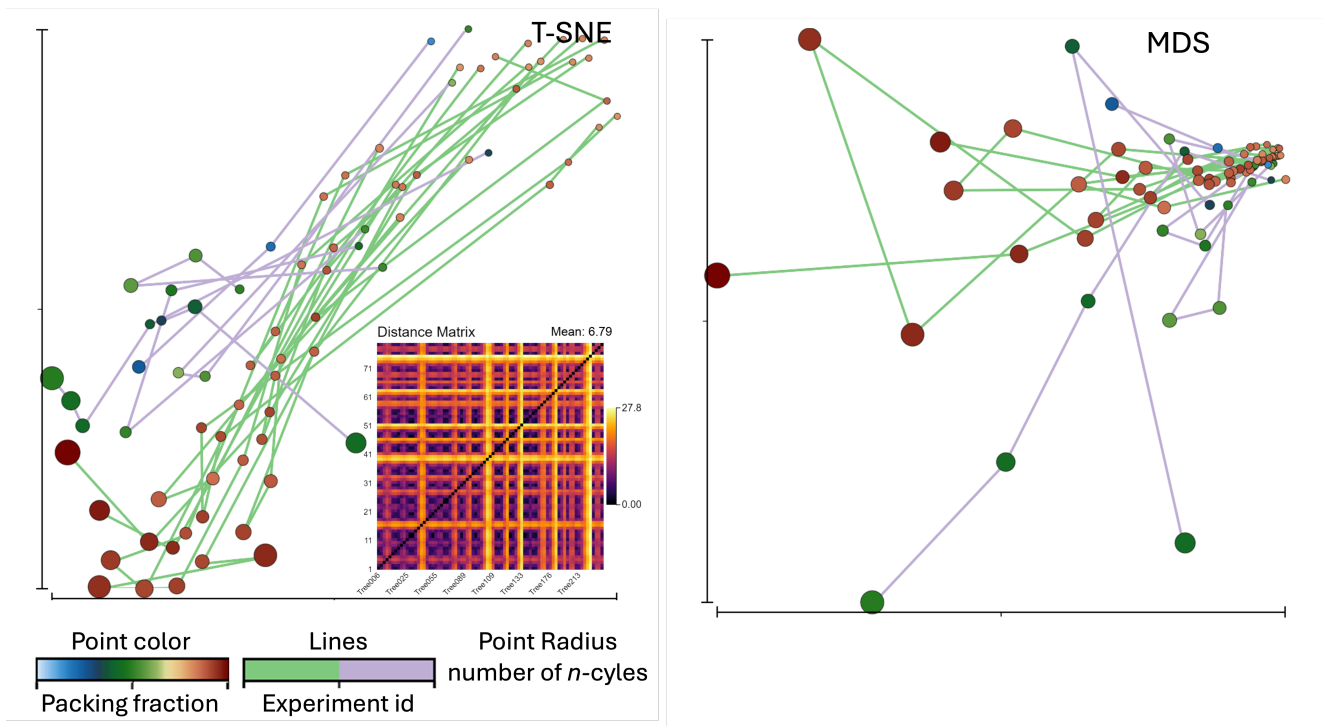 T-SNE
MDS
Distance Matrix
Mean: 6.79
71
61
51
41
31
21
11
1
27.8
0.00
Tree006
Tree025
Tree055
Tree089
Tree109
Tree133
Tree176
Tree213
Point color
Lines
Point Radius
number of n-cyles
Packing fraction
Experiment id